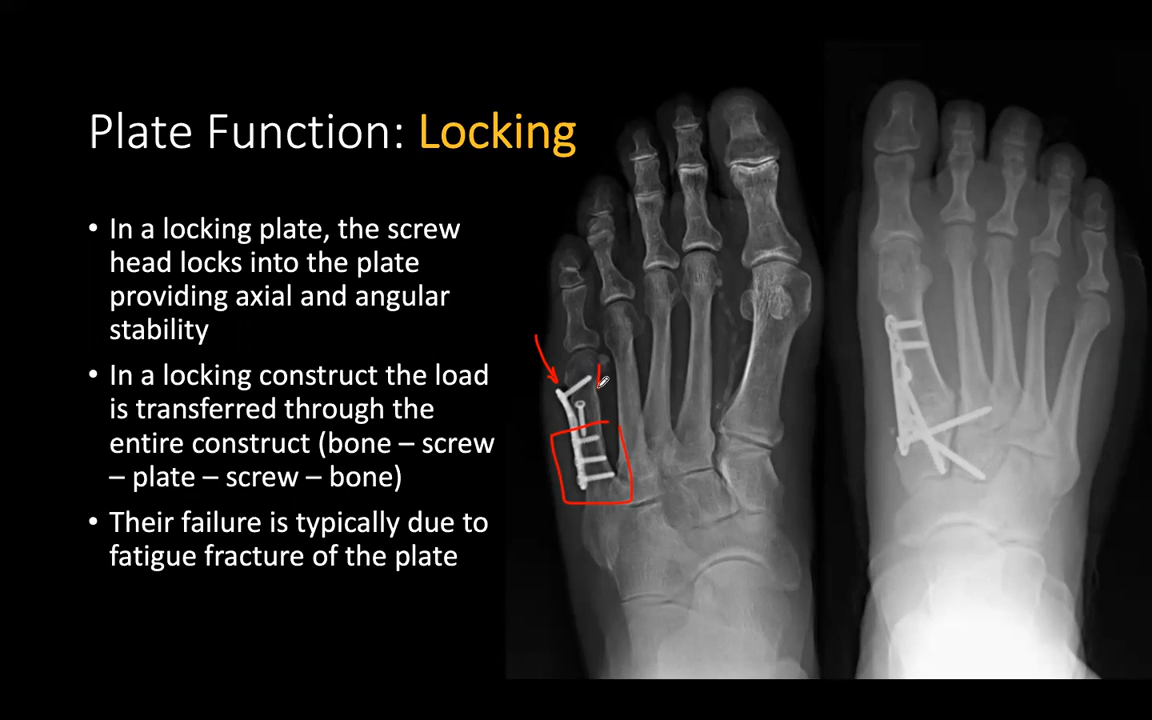 Plate Function: Locking
• In a locking plate, the screw
head locks into the plate
providing axial and angular
stability
• In a locking construct the load
is transferred through the
entire construct (bone – screw
– plate – screw – bone)
• Their failure is typically due to
fatigue fracture of the plate